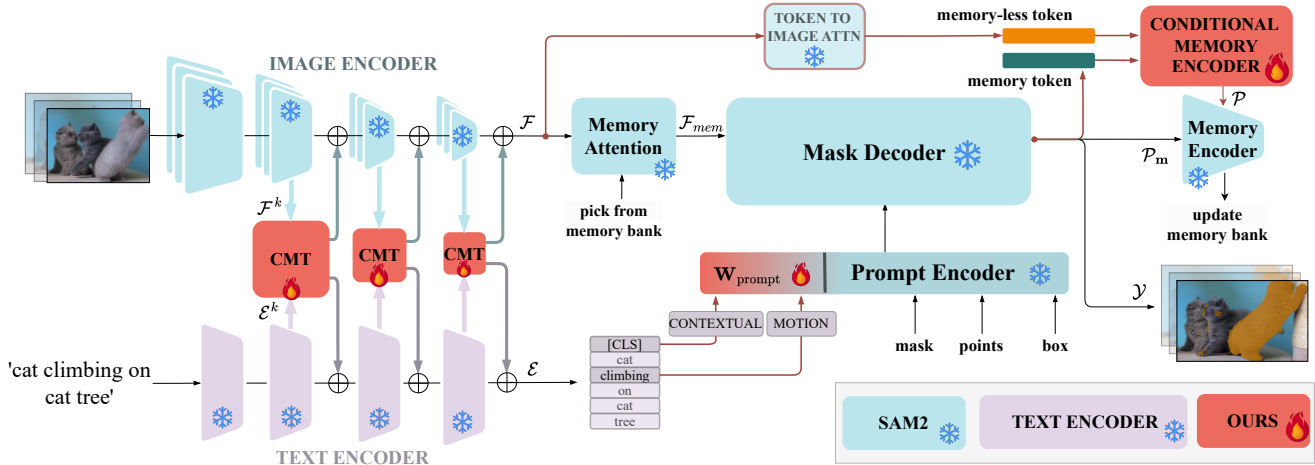 IMAGE ENCODER
TOKEN TO
IMAGE ATTN
memory-less token
memory token
CONDITIONAL
MEMORY
ENCODER
𝓕
Memory
Attention
𝓕mem
Mask Decoder
𝓟
𝓟m
Memory
Encoder
pick from
memory bank
update
memory bank
𝓕^k
CMT
CMT
CMT
𝓔^k
Wprompt
Prompt Encoder
CONTEXTUAL
MOTION
mask
points
box
𝓨
'cat climbing on
cat tree'
𝓔
[CLS]
cat
climbing
on
cat
tree
TEXT ENCODER
SAM2
TEXT ENCODER
OURS